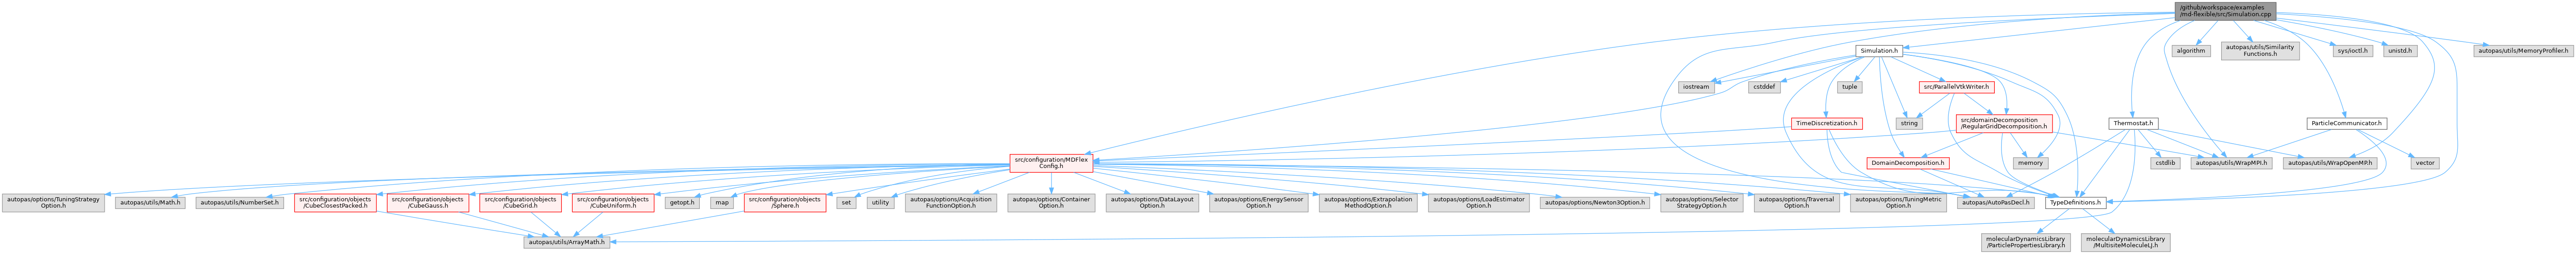 /github/workspace/examples
/md-flexible/src/Simulation.cpp
Simulation.h
algorithm
autopas/utils/Similarity
Functions.h
sys/ioctl.h
unistd.h
autopas/utils/MemoryProfiler.h
iostream
cstddef
tuple
src/ParallelVtkWriter.h
TimeDiscretization.h
string
src/domainDecomposition
/RegularGridDecomposition.h
Thermostat.h
ParticleCommunicator.h
src/configuration/MDFlex
Config.h
DomainDecomposition.h
memory
cstdlib
autopas/utils/WrapMPI.h
autopas/utils/WrapOpenMP.h
vector
autopas/options/TuningStrategy
Option.h
autopas/utils/Math.h
autopas/utils/NumberSet.h
src/configuration/objects
/CubeClosestPacked.h
src/configuration/objects
/CubeGauss.h
src/configuration/objects
/CubeGrid.h
src/configuration/objects
/CubeUniform.h
getopt.h
map
src/configuration/objects
/Sphere.h
set
utility
autopas/options/Acquisition
FunctionOption.h
autopas/options/Container
Option.h
autopas/options/DataLayout
Option.h
autopas/options/EnergySensor
Option.h
autopas/options/Extrapolation
MethodOption.h
autopas/options/LoadEstimator
Option.h
autopas/options/Newton3Option.h
autopas/options/Selector
StrategyOption.h
autopas/options/Traversal
Option.h
autopas/options/TuningMetric
Option.h
autopas/AutoPasDecl.h
TypeDefinitions.h
autopas/utils/ArrayMath.h
molecularDynamicsLibrary
/ParticlePropertiesLibrary.h
molecularDynamicsLibrary
/MultisiteMoleculeLJ.h